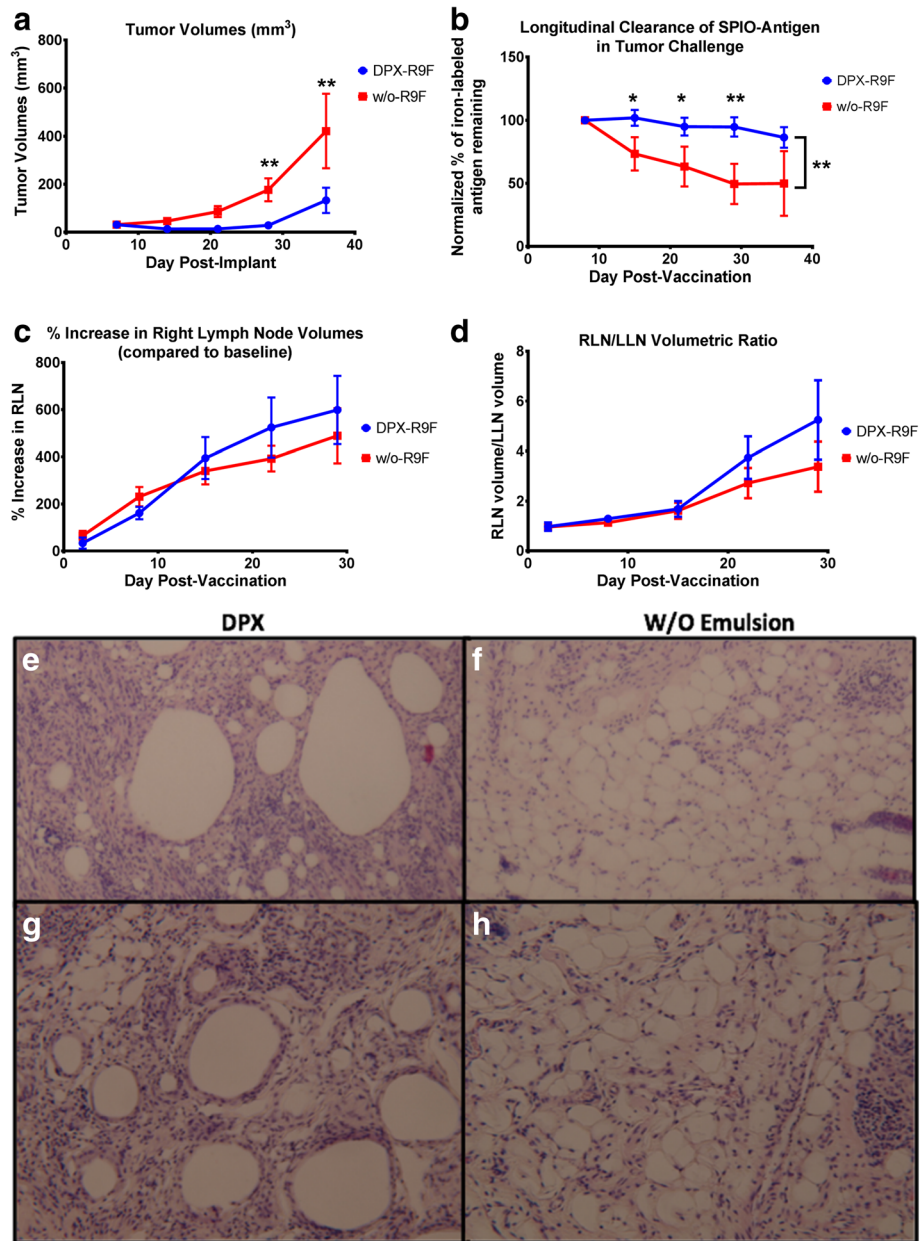 a
Tumor Volumes (mm³)
Tumor Volumes (mm³)
800
600
400
200
0
0 10 20 30 40
Day Post-Implant
** **
DPX-R9F
w/o-R9F
b
Longitudinal Clearance of SPIO-Antigen
in Tumor Challenge
Normalized % of iron-labeled
antigen remaining
150
100
50
0
0 10 20 30 40
Day Post-Vaccination
* * **
**
DPX-R9F
w/o-R9F
c
% Increase in Right Lymph Node Volumes
(compared to baseline)
% Increase in RLN
800
600
400
200
0
0 10 20 30
Day Post-Vaccination
DPX-R9F
w/o-R9F
d
RLN/LLN Volumetric Ratio
RLN volume/LLN volume
8
6
4
2
0
0 10 20 30
Day Post-Vaccination
DPX-R9F
w/o-R9F
DPX
W/O Emulsion
e
f
g
h